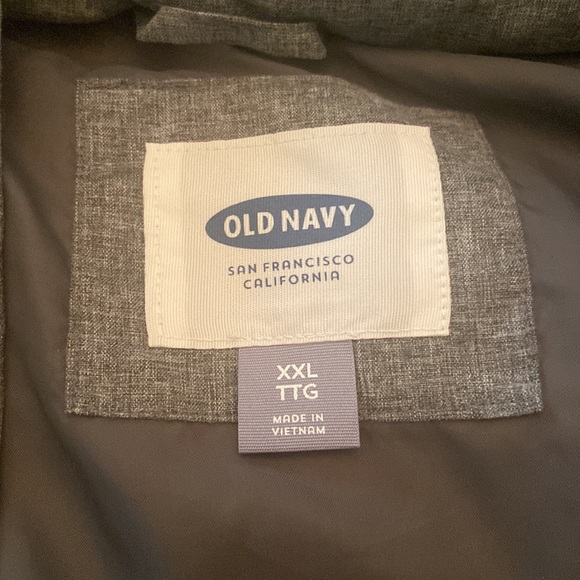 OLD NAVY
SAN FRANCISCO
CALIFORNIA
XXL
TTG
MADE IN
VIETNAM